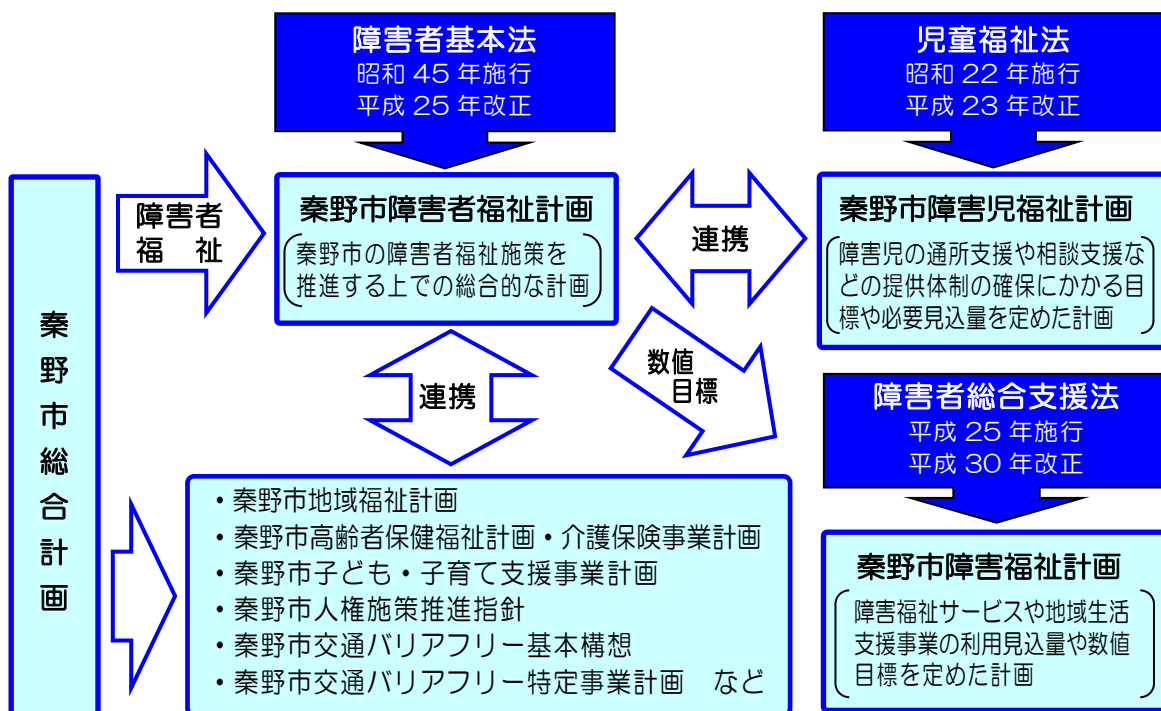 障害者基本法
昭和 45 年施行
平成 25 年改正
児童福祉法
昭和 22 年施行
平成 23 年改正
秦野市総合計画
障害者
福　祉
秦野市障害者福祉計画
秦野市の障害者福祉施策を
推進する上での総合的な計画
連携
秦野市障害児福祉計画
障害児の通所支援や相談支援な
どの提供体制の確保にかかる目
標や必要見込量を定めた計画
連携
数値
目標
障害者総合支援法
平成 25 年施行
平成 30 年改正
・秦野市地域福祉計画
・秦野市高齢者保健福祉計画・介護保険事業計画
・秦野市子ども・子育て支援事業計画
・秦野市人権施策推進指針
・秦野市交通バリアフリー基本構想
・秦野市交通バリアフリー特定事業計画　など
秦野市障害福祉計画
障害福祉サービスや地域生活
支援事業の利用見込量や数値
目標を定めた計画